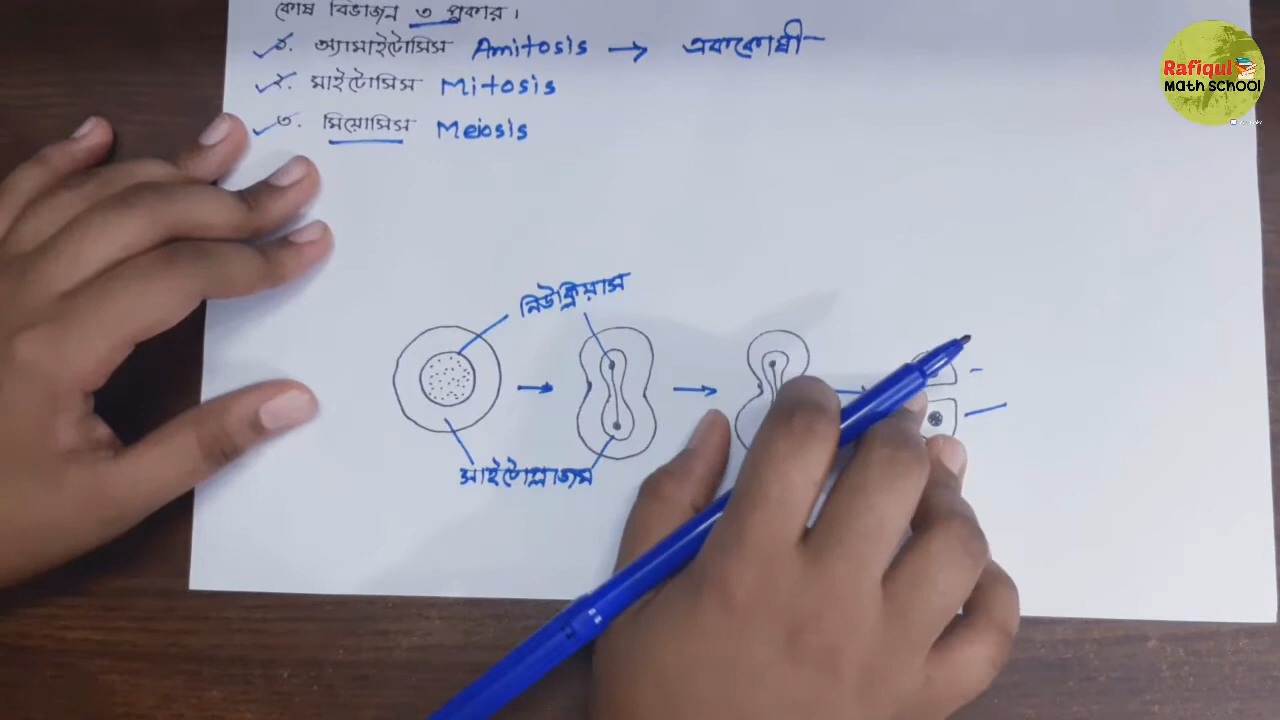 কোষ বিভাজন ৩ প্রকার।
১. অ্যামাইটোসিস Amitosis → এককোষী
২. মাইটোসিস Mitosis
৩. মিয়োসিস Meiosis
নিউক্লিয়াস
সাইটোপ্লাজম
Rafiqul
Math School